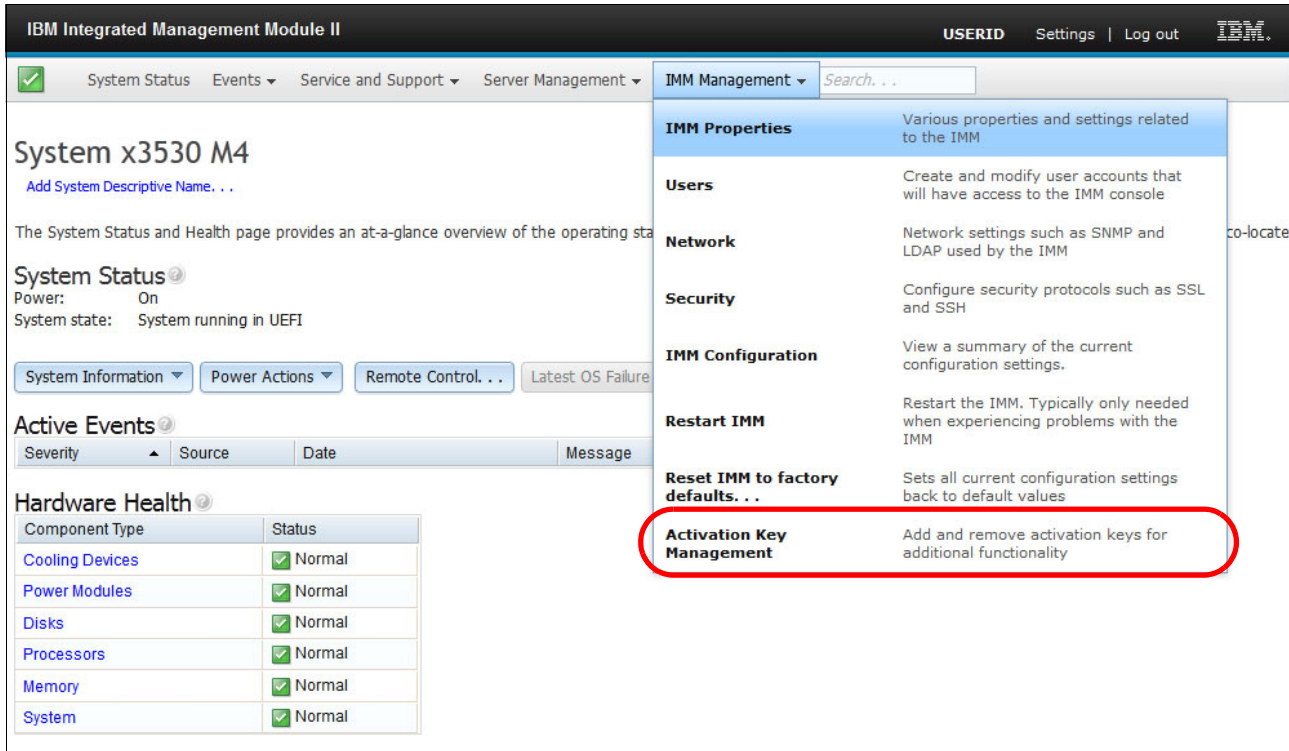 IBM Integrated Management Module II
USERID Settings | Log out IBM.
System Status Events Service and Support Server Management IMM Management Search. . .
System x3530 M4
Add System Descriptive Name. . .
The System Status and Health page provides an at-a-glance overview of the operating sta
co-locate
System Status
Power: On
System state: System running in UEFI
System Information Power Actions Remote Control. . . Latest OS Failure
Active Events
Severity Source Date Message
Hardware Health
Component Type Status
Cooling Devices Normal
Power Modules Normal
Disks Normal
Processors Normal
Memory Normal
System Normal
IMM Properties
Various properties and settings related
to the IMM
Users
Create and modify user accounts that
will have access to the IMM console
Network
Network settings such as SNMP and
LDAP used by the IMM
Security
Configure security protocols such as SSL
and SSH
IMM Configuration
View a summary of the current
configuration settings.
Restart IMM
Restart the IMM. Typically only needed
when experiencing problems with the
IMM
Reset IMM to factory
defaults. . .
Sets all current configuration settings
back to default values
Activation Key
Management
Add and remove activation keys for
additional functionality